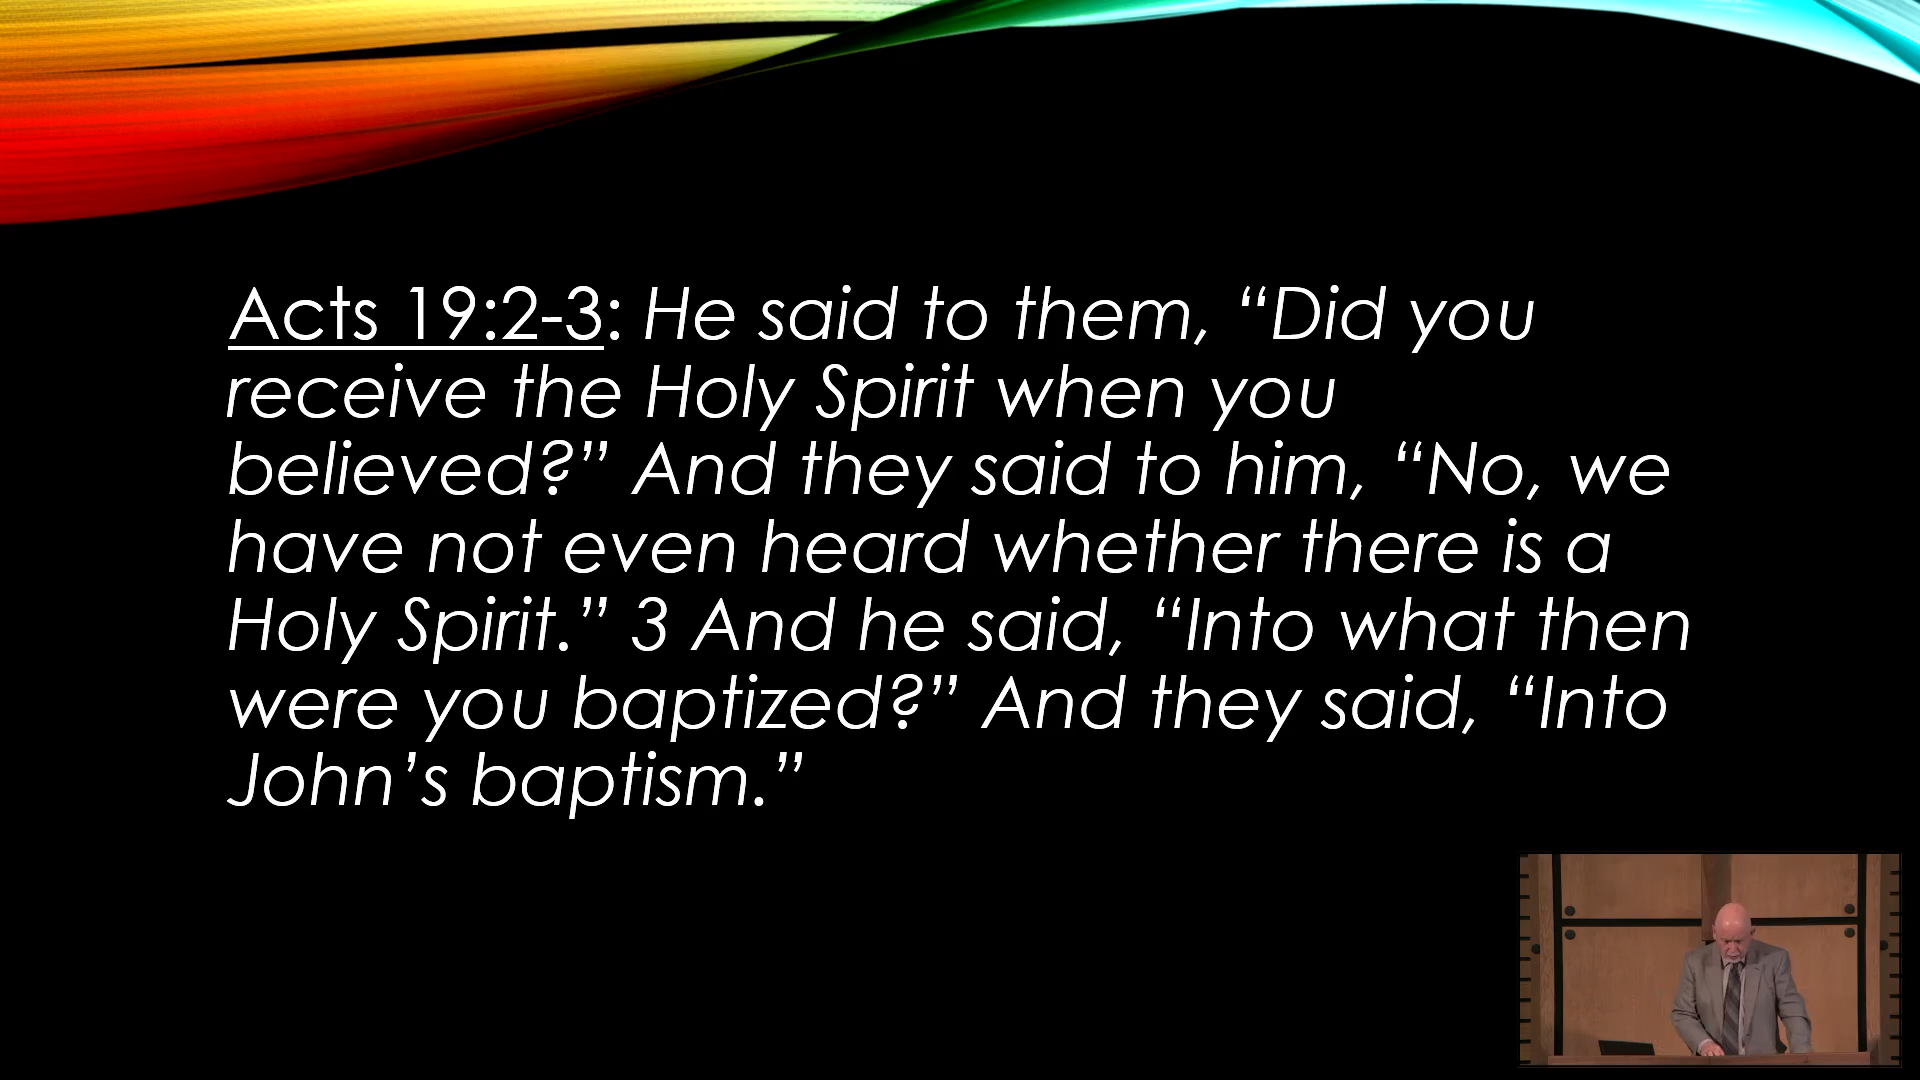 Acts 19:2-3: He said to them, “Did you
receive the Holy Spirit when you
believed?” And they said to him, “No, we
have not even heard whether there is a
Holy Spirit.” 3 And he said, “Into what then
were you baptized?” And they said, “Into
John’s baptism.”